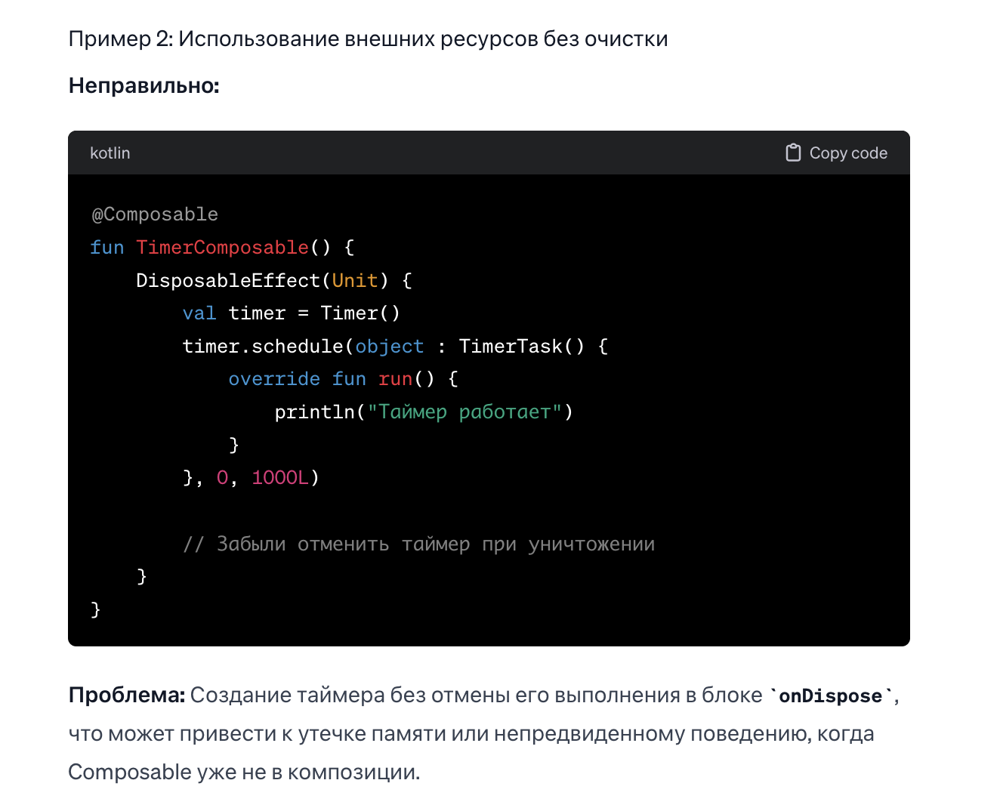 Пример 2: Использование внешних ресурсов без очистки
Неправильно:
kotlin
Copy code
@Composable
fun TimerComposable() {
    DisposableEffect(Unit) {
        val timer = Timer()
        timer.schedule(object : TimerTask() {
            override fun run() {
                println("Таймер работает")
            }
        }, 0, 1000L)
        // Забыли отменить таймер при уничтожении
    }
}
Проблема: Создание таймера без отмены его выполнения в блоке `onDispose`,
что может привести к утечке памяти или непредвиденному поведению, когда
Composable уже не в композиции.